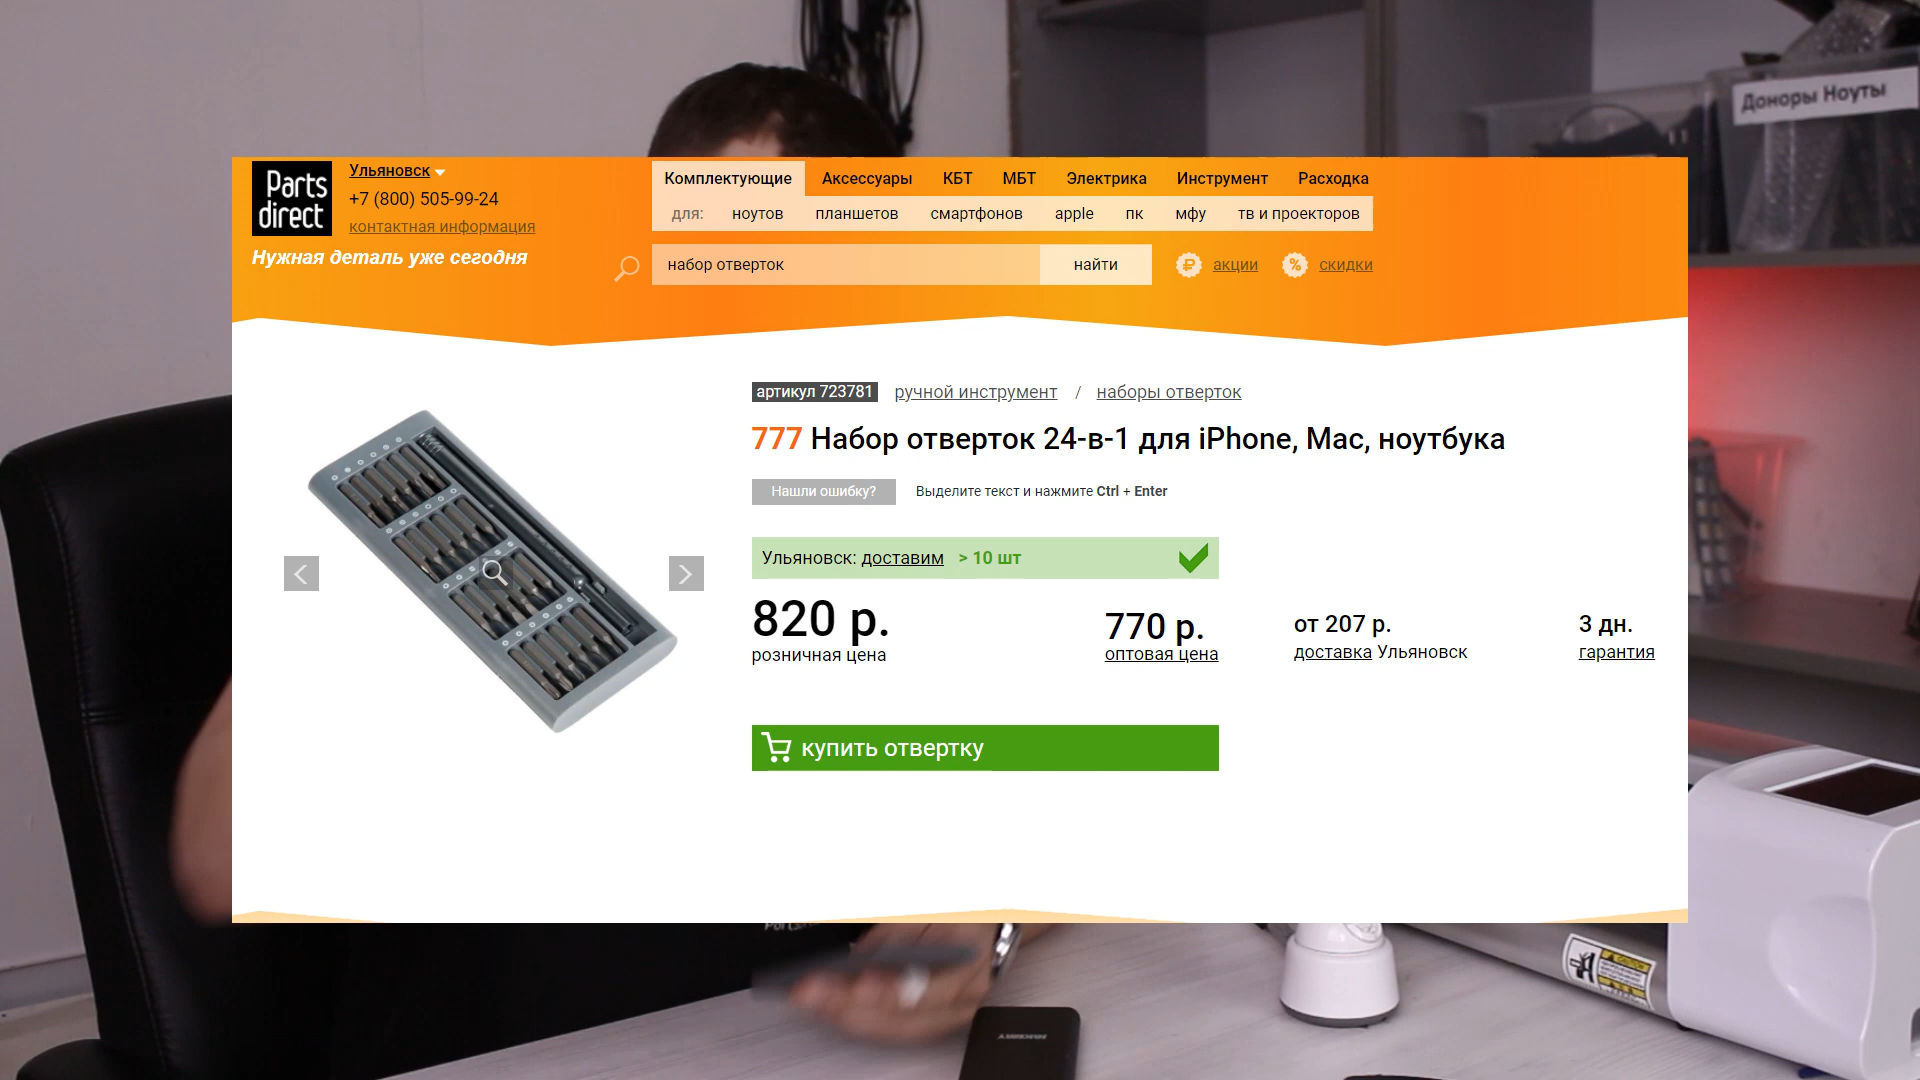 Доноры Ноуты
Parts
direct
Ульяновск
+7 (800) 505-99-24
контактная информация
Нужная деталь уже сегодня
Комплектующие Аксессуары КБТ МБТ Электрика Инструмент Расходка
для: ноутов планшетов смартфонов apple пк мфу тв и проекторов
набор отверток найти акции скидки
артикул 723781 ручной инструмент / наборы отверток
777 Набор отверток 24-в-1 для iPhone, Mac, ноутбука
Нашли ошибку? Выделите текст и нажмите Ctrl + Enter
Ульяновск: доставим > 10 шт
820 р. 770 р. от 207 р. 3 дн.
розничная цена оптовая цена доставка Ульяновск гарантия
купить отвертку
CAUTION